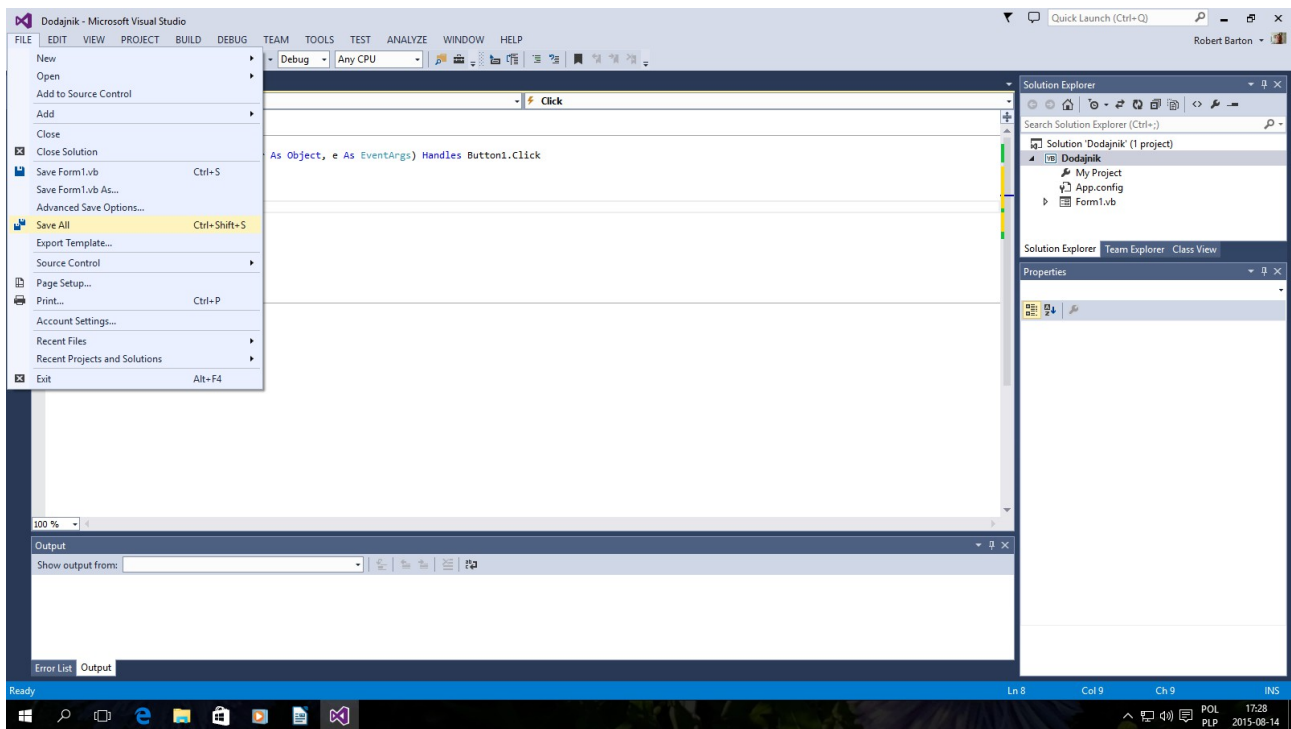 Dodajnik - Microsoft Visual Studio
Quick Launch (Ctrl+Q)
FILE EDIT VIEW PROJECT BUILD DEBUG TEAM TOOLS TEST ANALYZE WINDOW HELP
Robert Barton
Debug Any CPU
New
Open
Add to Source Control
Add
Close
Close Solution
Save Form1.vb Ctrl+S
Save Form1.vb As...
Advanced Save Options...
Save All Ctrl+Shift+S
Export Template...
Source Control
Page Setup...
Print... Ctrl+P
Account Settings...
Recent Files
Recent Projects and Solutions
Exit Alt+F4
Click
As Object, e As EventArgs) Handles Button1.Click
100 %
Output
Show output from:
Error List Output
Solution Explorer
Search Solution Explorer (Ctrl+;)
Solution 'Dodajnik' (1 project)
VB Dodajnik
My Project
App.config
Form1.vb
Solution Explorer Team Explorer Class View
Properties
Ready Ln 8 Col 9 Ch 9 INS
POL 17:28
PLP 2015-08-14